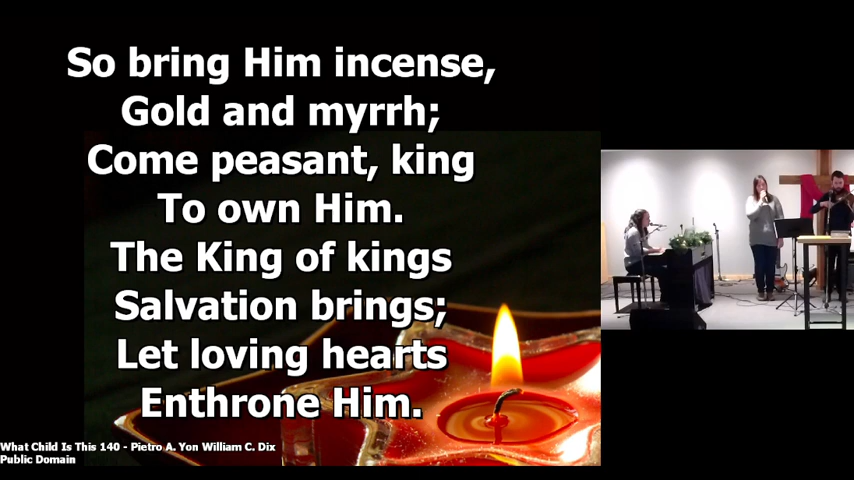 So bring Him incense,
Gold and myrrh;
Come peasant, king
To own Him.
The King of kings
Salvation brings;
Let loving hearts
Enthrone Him.
What Child Is This 140 - Pietro A. Yon William C. Dix
Public Domain